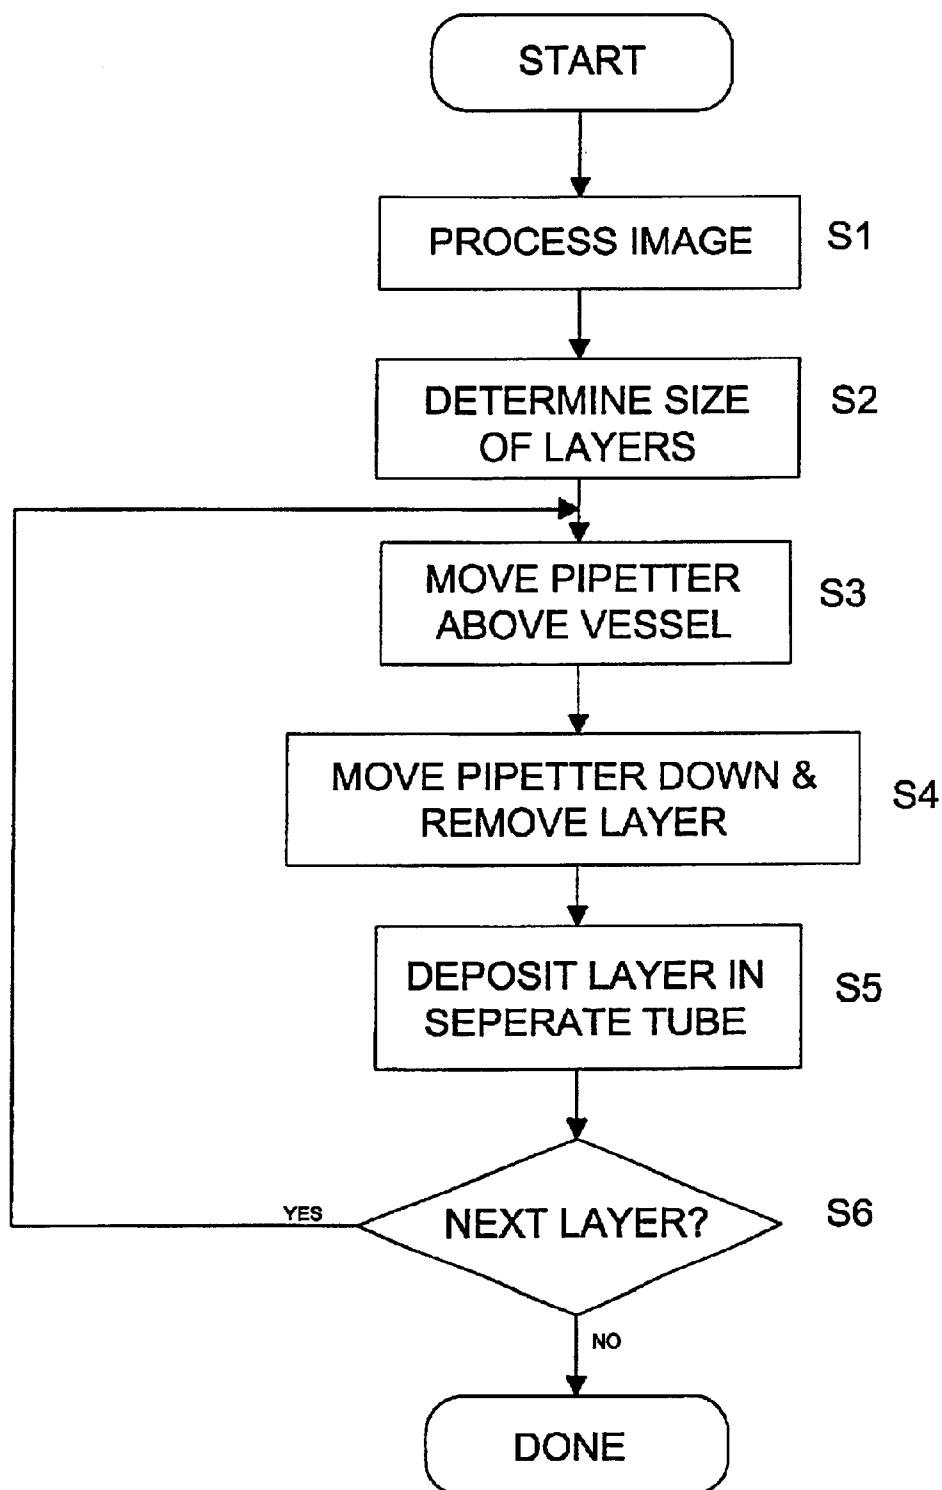 START
PROCESS IMAGE
S1
DETERMINE SIZE
OF LAYERS
S2
MOVE PIPETTER
ABOVE VESSEL
S3
MOVE PIPETTER DOWN &
REMOVE LAYER
S4
DEPOSIT LAYER IN
SEPERATE TUBE
S5
YES
NEXT LAYER?
S6
NO
DONE